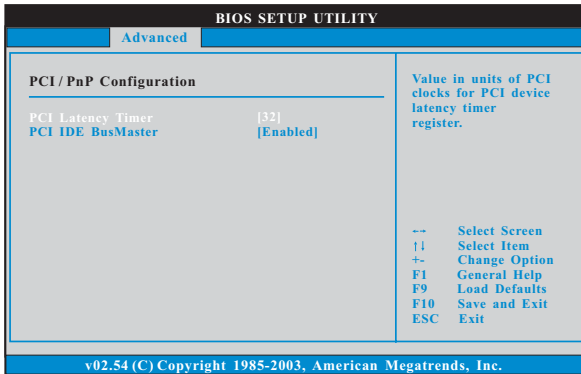 BIOS SETUP UTILITY
Advanced
PCI / PnP Configuration
PCI Latency Timer [32]
PCI IDE BusMaster [Enabled]
Value in units of PCI
clocks for PCI device
latency timer
register.
←→ Select Screen
↑↓ Select Item
+- Change Option
F1 General Help
F9 Load Defaults
F10 Save and Exit
ESC Exit
v02.54 (C) Copyright 1985-2003, American Megatrends, Inc.